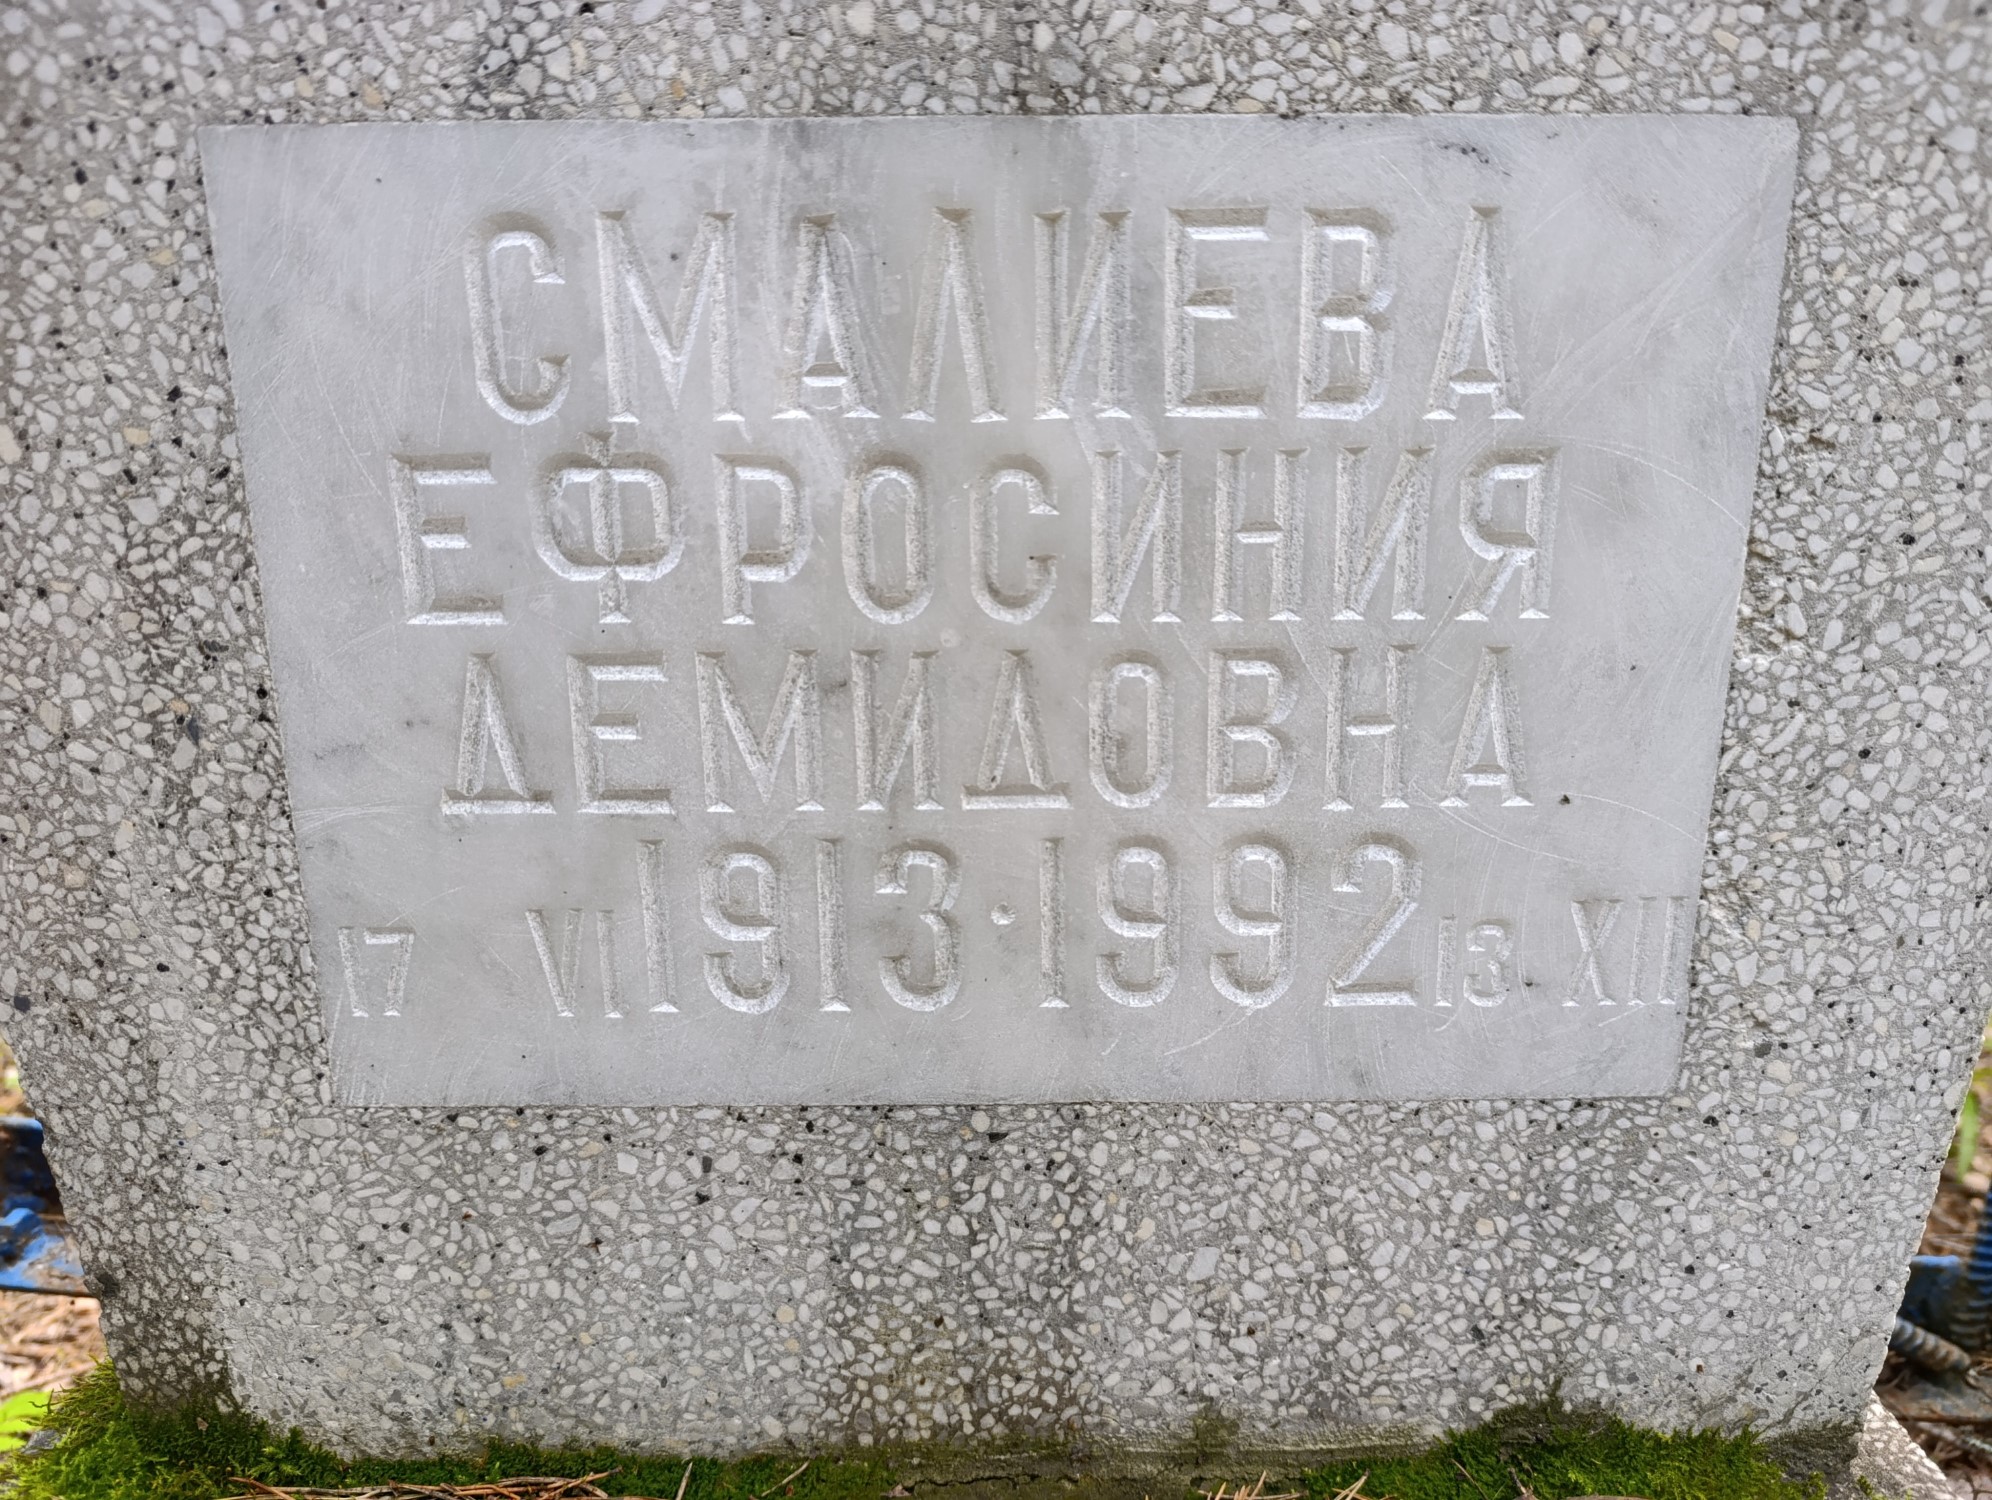 СМАЛИЕВА
ЕФРОСИНИЯ
ДЕМИДОВНА
17 VI 1913·1992 13 XII